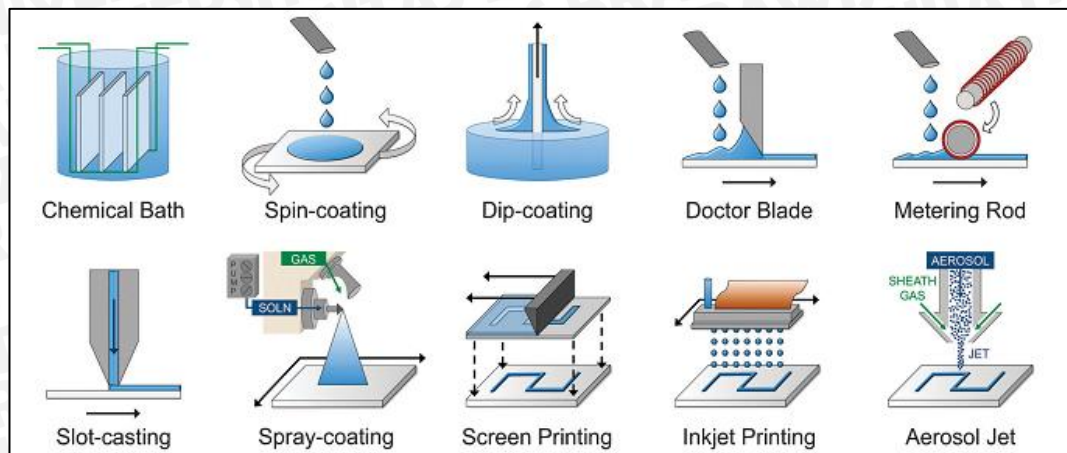 Chemical Bath
Spin-coating
Dip-coating
Doctor Blade
Metering Rod
PUMP
SOLN
GAS
AEROSOL
SHEATH
GAS
JET
Slot-casting
Spray-coating
Screen Printing
Inkjet Printing
Aerosol Jet